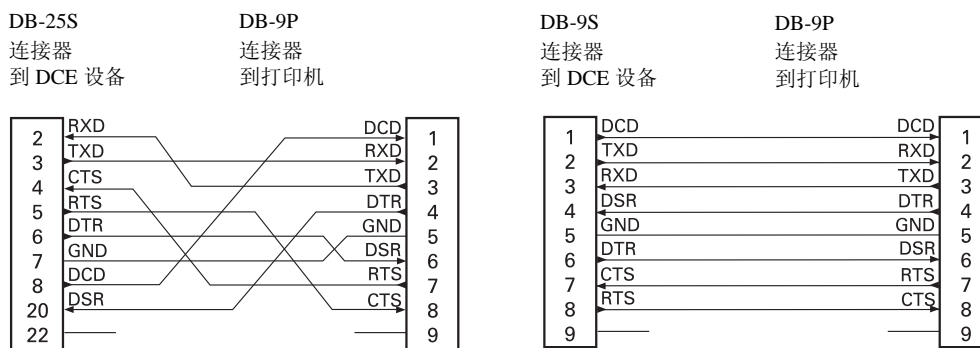 DB-25S
连接器
到 DCE 设备
DB-9P
连接器
到打印机
2 RXD DCD 1
3 TXD RXD 2
4 CTS TXD 3
5 RTS DTR 4
6 DTR GND 5
7 GND DSR 6
8 DCD RTS 7
20 DSR CTS 8
22 9
DB-9S
连接器
到 DCE 设备
DB-9P
连接器
到打印机
1 DCD DCD 1
2 TXD RXD 2
3 RXD TXD 3
4 DSR DTR 4
5 GND GND 5
6 DTR DSR 6
7 CTS RTS 7
8 RTS CTS 8
9 9